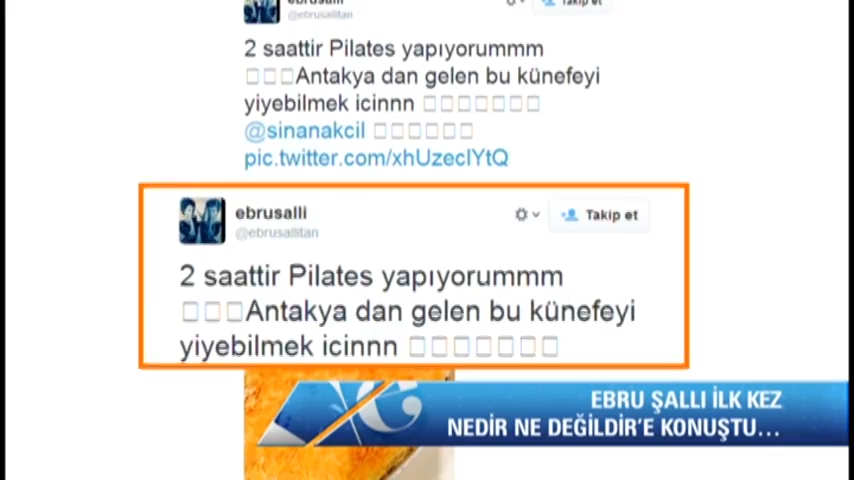 ebrusalli
@ebrusallitan
Takip et
2 saattir Pilates yapıyorummm
□□□Antakya dan gelen bu künefeyi
yiyebilmek icinnn □□□□□□□
@sinanakcil □□□□□□
pic.twitter.com/xhUzecIYtQ
ebrusalli
@ebrusallitan
Takip et
2 saattir Pilates yapıyorummm
□□□Antakya dan gelen bu künefeyi
yiyebilmek icinnn □□□□□□□
EBRU ŞALLI İLK KEZ
NEDİR NE DEĞİLDİR'E KONUŞTU...